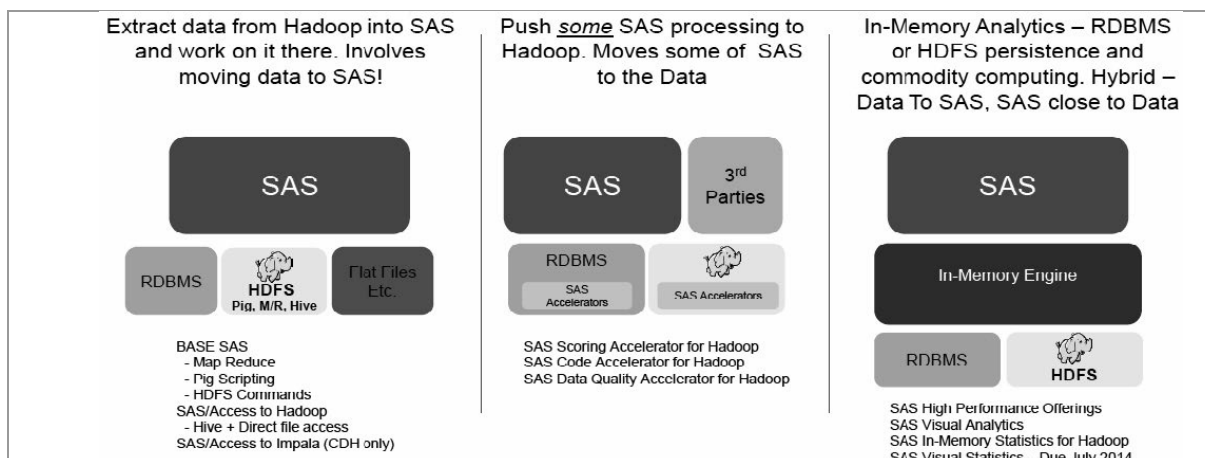 Extract data from Hadoop into SAS
and work on it there. Involves
moving data to SAS!
SAS
RDBMS
HDFS
Pig, M/R, Hive
Flat Files
Etc.
BASE SAS
- Map Reduce
- Pig Scripting
- HDFS Commands
SAS/Access to Hadoop
- Hive + Direct file access
SAS/Access to Impala (CDH only)
Push some SAS processing to
Hadoop. Moves some of SAS
to the Data
SAS
3rd
Parties
RDBMS
SAS
Accelerators
SAS Accelerators
SAS Scoring Accelerator for Hadoop
SAS Code Accelerator for Hadoop
SAS Data Quality Accelerator for Hadoop
In-Memory Analytics – RDBMS
or HDFS persistence and
commodity computing. Hybrid –
Data To SAS, SAS close to Data
SAS
In-Memory Engine
RDBMS
HDFS
SAS High Performance Offerings
SAS Visual Analytics
SAS In-Memory Statistics for Hadoop
SAS Visual Statistics – Due July 2014